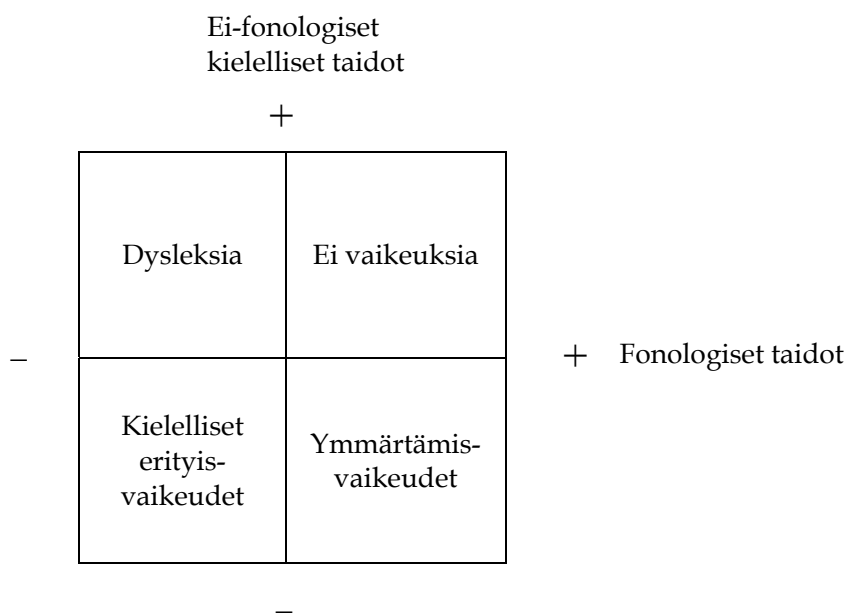 Ei-fonologiset
kielelliset taidot
+
Dysleksia
Ei vaikeuksia
–
+ Fonologiset taidot
Kielelliset
erityis-
vaikeudet
Ymmärtämis-
vaikeudet
–